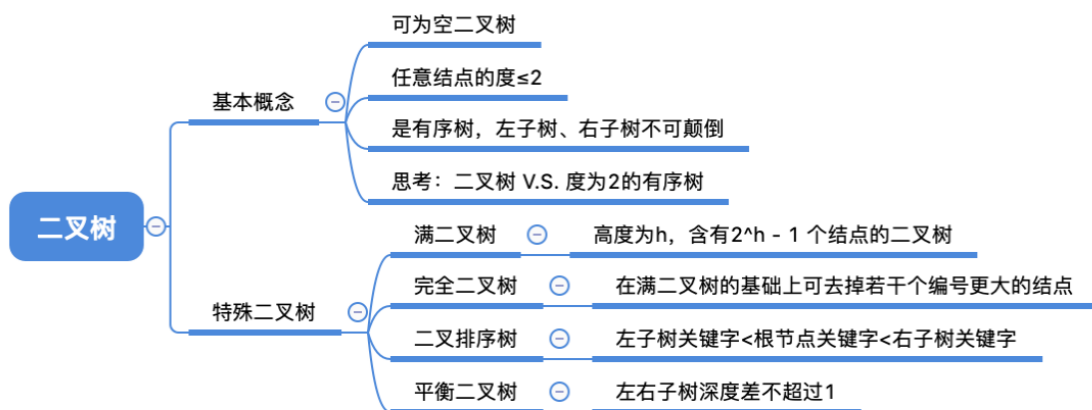 二叉树
基本概念
可为空二叉树
任意结点的度≤2
是有序树，左子树、右子树不可颠倒
思考：二叉树 V.S. 度为2的有序树
特殊二叉树
满二叉树
高度为h，含有2^h - 1 个结点的二叉树
完全二叉树
在满二叉树的基础上可去掉若干个编号更大的结点
二叉排序树
左子树关键字<根节点关键字<右子树关键字
平衡二叉树
左右子树深度差不超过1